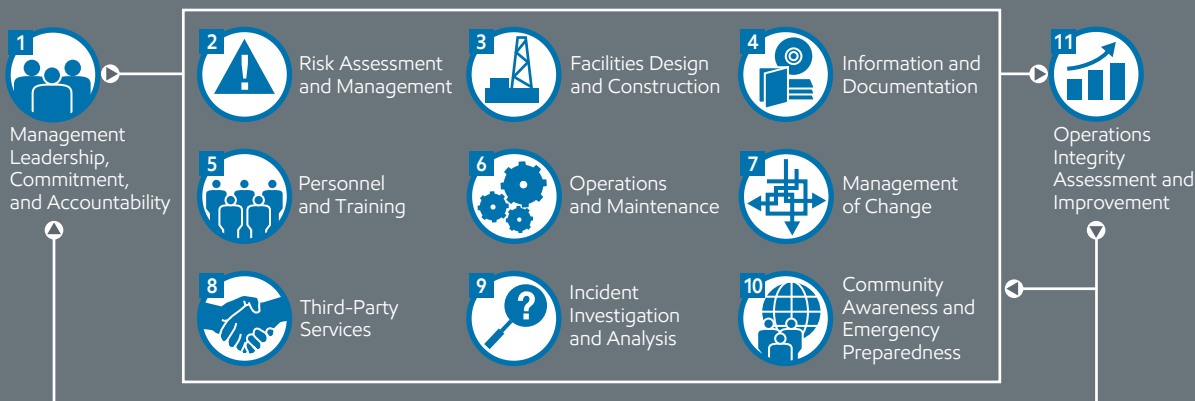 1
Management
Leadership,
Commitment,
and Accountability
2
Risk Assessment
and Management
3
Facilities Design
and Construction
4
Information and
Documentation
5
Personnel
and Training
6
Operations
and Maintenance
7
Management
of Change
8
Third-Party
Services
9
Incident
Investigation
and Analysis
10
Community
Awareness and
Emergency
Preparedness
11
Operations
Integrity
Assessment and
Improvement